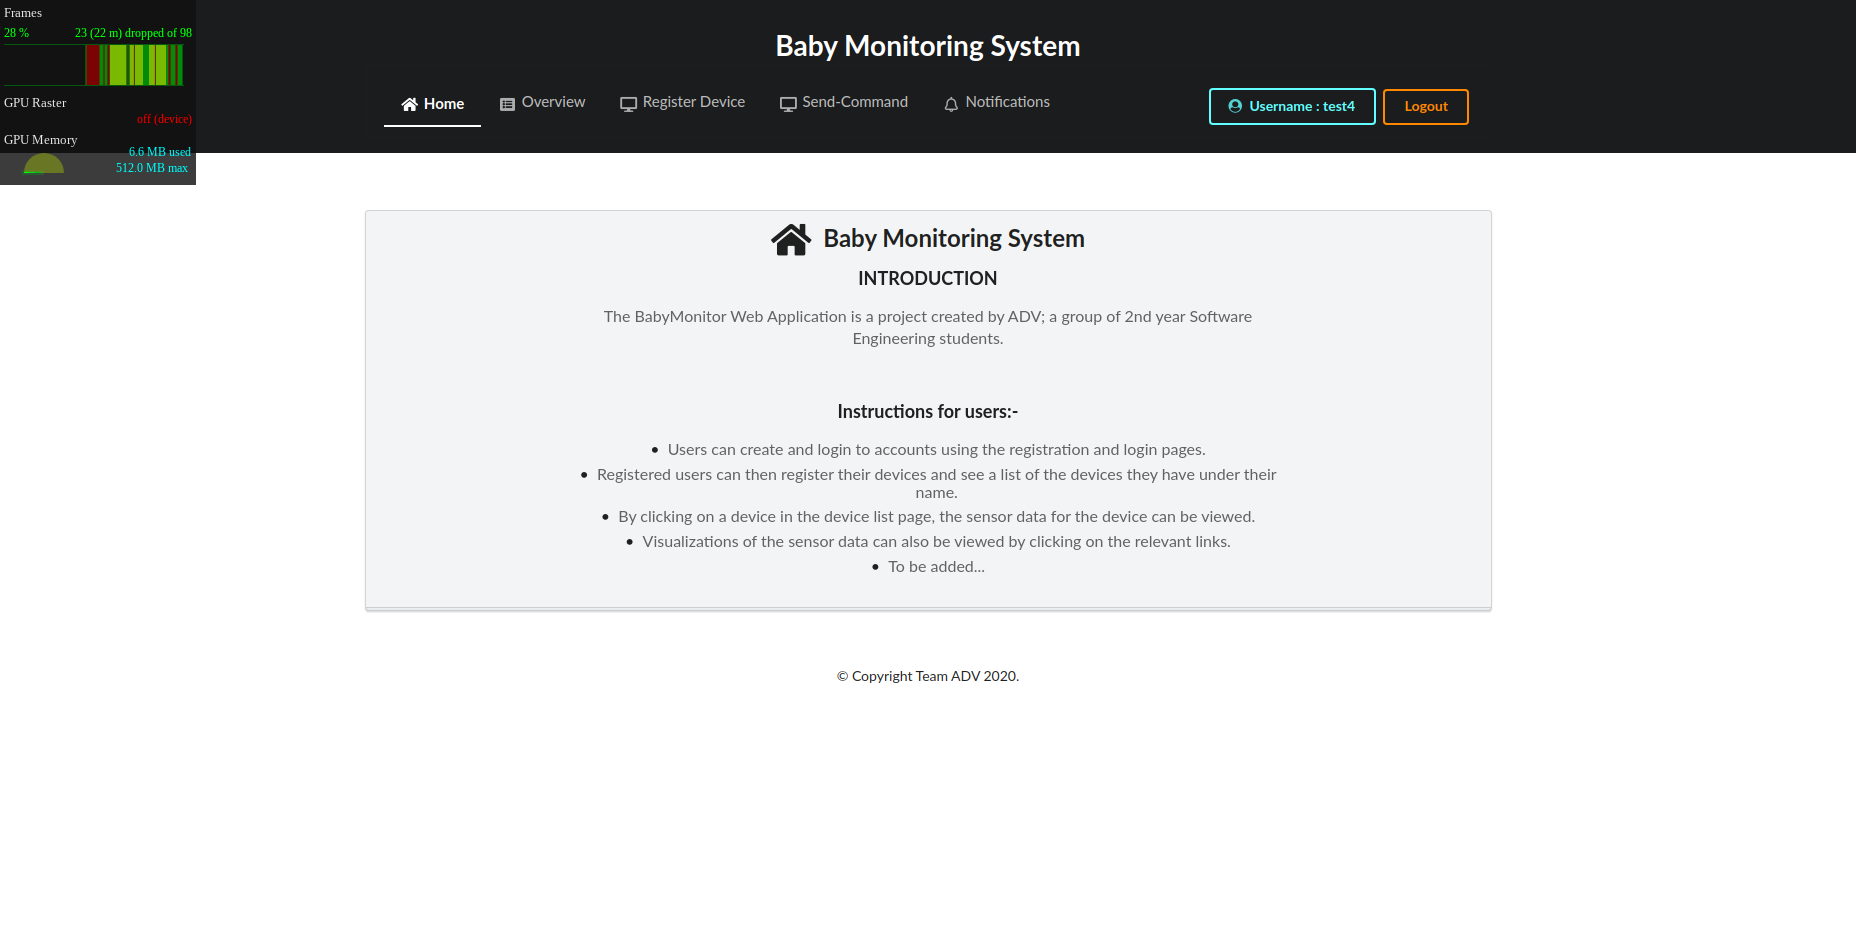 Frames
28 % 23 (22 m) dropped of 98
GPU Raster
off (device)
GPU Memory
6.6 MB used
512.0 MB max
Baby Monitoring System
Home Overview Register Device Send-Command Notifications Username : test4 Logout
Baby Monitoring System
INTRODUCTION
The BabyMonitor Web Application is a project created by ADV; a group of 2nd year Software
Engineering students.
Instructions for users:-
• Users can create and login to accounts using the registration and login pages.
• Registered users can then register their devices and see a list of the devices they have under their
name.
• By clicking on a device in the device list page, the sensor data for the device can be viewed.
• Visualizations of the sensor data can also be viewed by clicking on the relevant links.
• To be added...
© Copyright Team ADV 2020.